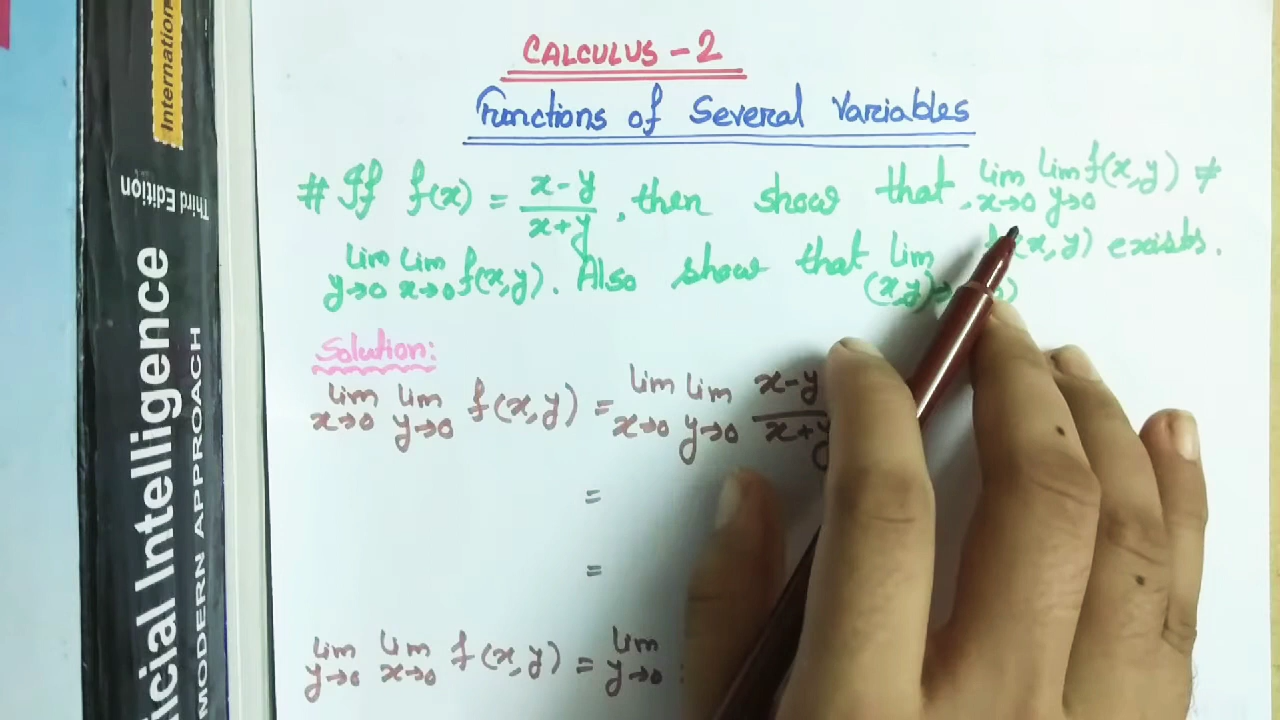 CALCULUS - 2
Functions of Several Variables
# If f(x) = x-y / x+y , then show that, lim x→0 lim y→0 f(x,y) ≠
lim y→0 lim x→0 f(x,y). Also show that lim (x,y)→ f(x,y) exists.
Solution:
lim x→0 lim y→0 f(x,y) = lim x→0 lim y→0 x-y / x+y
=
=
lim y→0 lim x→0 f(x,y) = lim y→0
International
Third Edition
ficial Intelligence
MODERN APPROACH